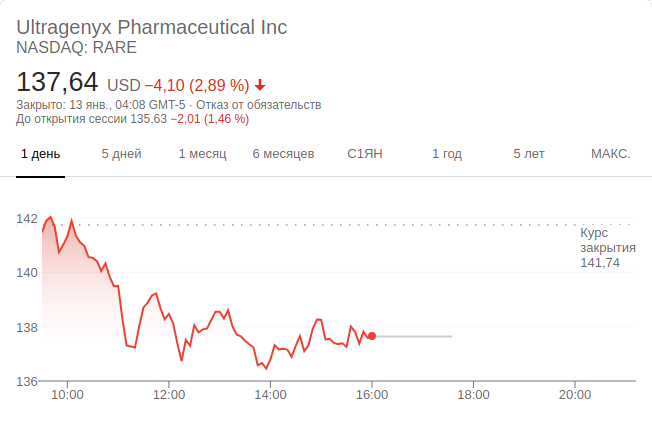 Ultragenyx Pharmaceutical Inc
NASDAQ: RARE
137,64 USD −4,10 (2,89 %)
Закрыто: 13 янв., 04:08 GMT-5 · Отказ от обязательств
До открытия сессии 135,63 −2,01 (1,46 %)
1 день 5 дней 1 месяц 6 месяцев С1ЯН 1 год 5 лет МАКС.
142
Курс
закрытия
141,74
140
138
136
10:00 12:00 14:00 16:00 18:00 20:00